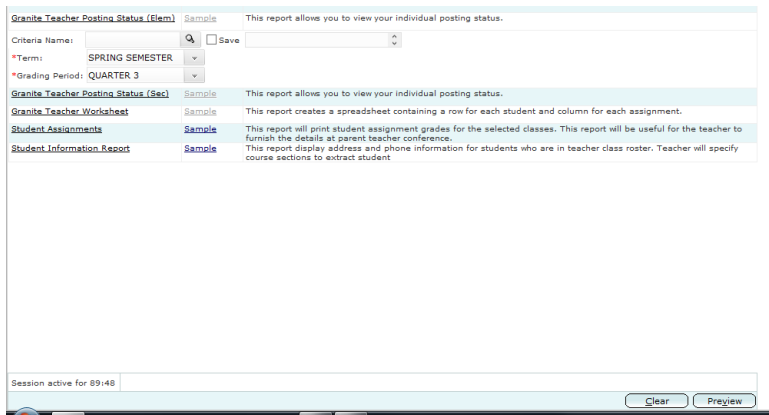 Granite Teacher Posting Status (Elem) Sample This report allows you to view your individual posting status.
Criteria Name: Save
*Term: SPRING SEMESTER
*Grading Period: QUARTER 3
Granite Teacher Posting Status (Sec) Sample This report allows you to view your individual posting status.
Granite Teacher Worksheet Sample This report creates a spreadsheet containing a row for each student and column for each assignment.
Student Assignments Sample This report will print student assignment grades for the selected classes. This report will be useful for the teacher to
furnish the details at parent teacher conference.
Student Information Report Sample This report display address and phone information for students who are in teacher class roster. Teacher will specify
course sections to extract student
Session active for 89:48
Clear Preview